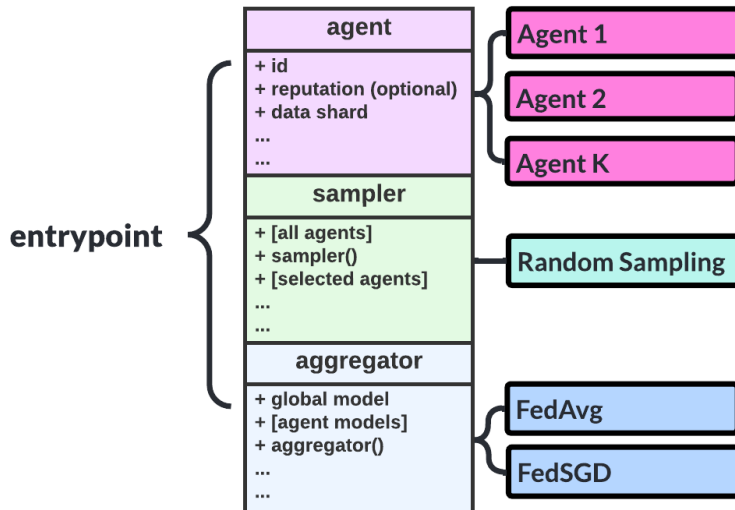 entrypoint
agent
+ id
+ reputation (optional)
+ data shard
...
...
Agent 1
Agent 2
Agent K
sampler
+ [all agents]
+ sampler()
+ [selected agents]
...
...
Random Sampling
aggregator
+ global model
+ [agent models]
+ aggregator()
...
...
FedAvg
FedSGD